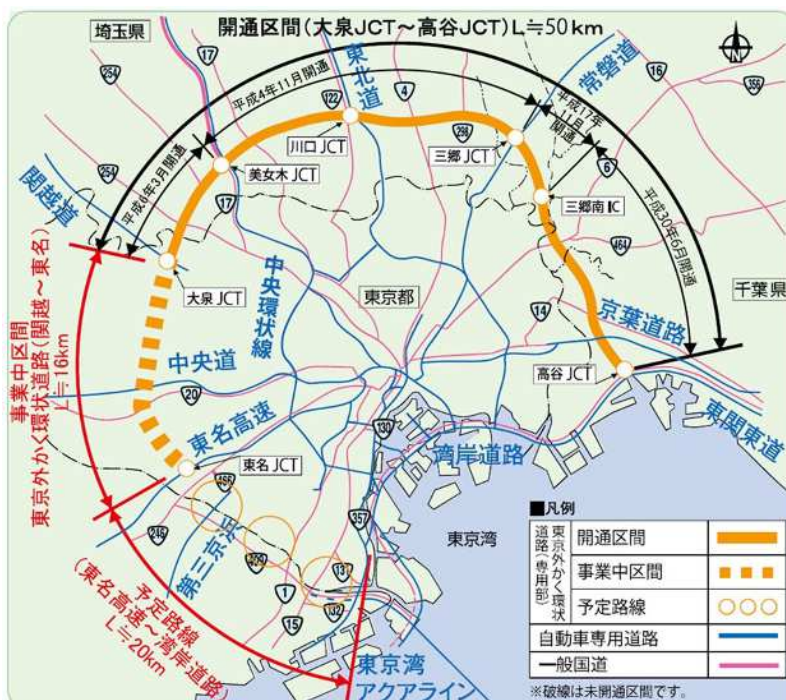 開通区間(大泉JCT～高谷JCT)L≒50km
埼玉県
17
254
平成4年11月開通
東北道
122
4
常磐道
16
356
平成17年11月開通
298
6
川口JCT
三郷JCT
美女木JCT
254
平成6年3月開通
関越道
17
三郷南IC
平成30年6月開通
464
大泉JCT
中央環状線
東京都
千葉県
14
京葉道路
事業中区間
東京外かく環状道路(関越～東名)
L≒16km
中央道
20
高谷JCT
東関東道
東名高速
130
湾岸道路
東名JCT
466
357
246
第三京浜
409
東京湾
131
1
132
15
予定路線
(東名高速～湾岸道路)
L≒20km
東京湾
アクアライン
■凡例
東京外かく環状道路(専用部)
開通区間
事業中区間
予定路線
自動車専用道路
一般国道
※破線は未開通区間です。